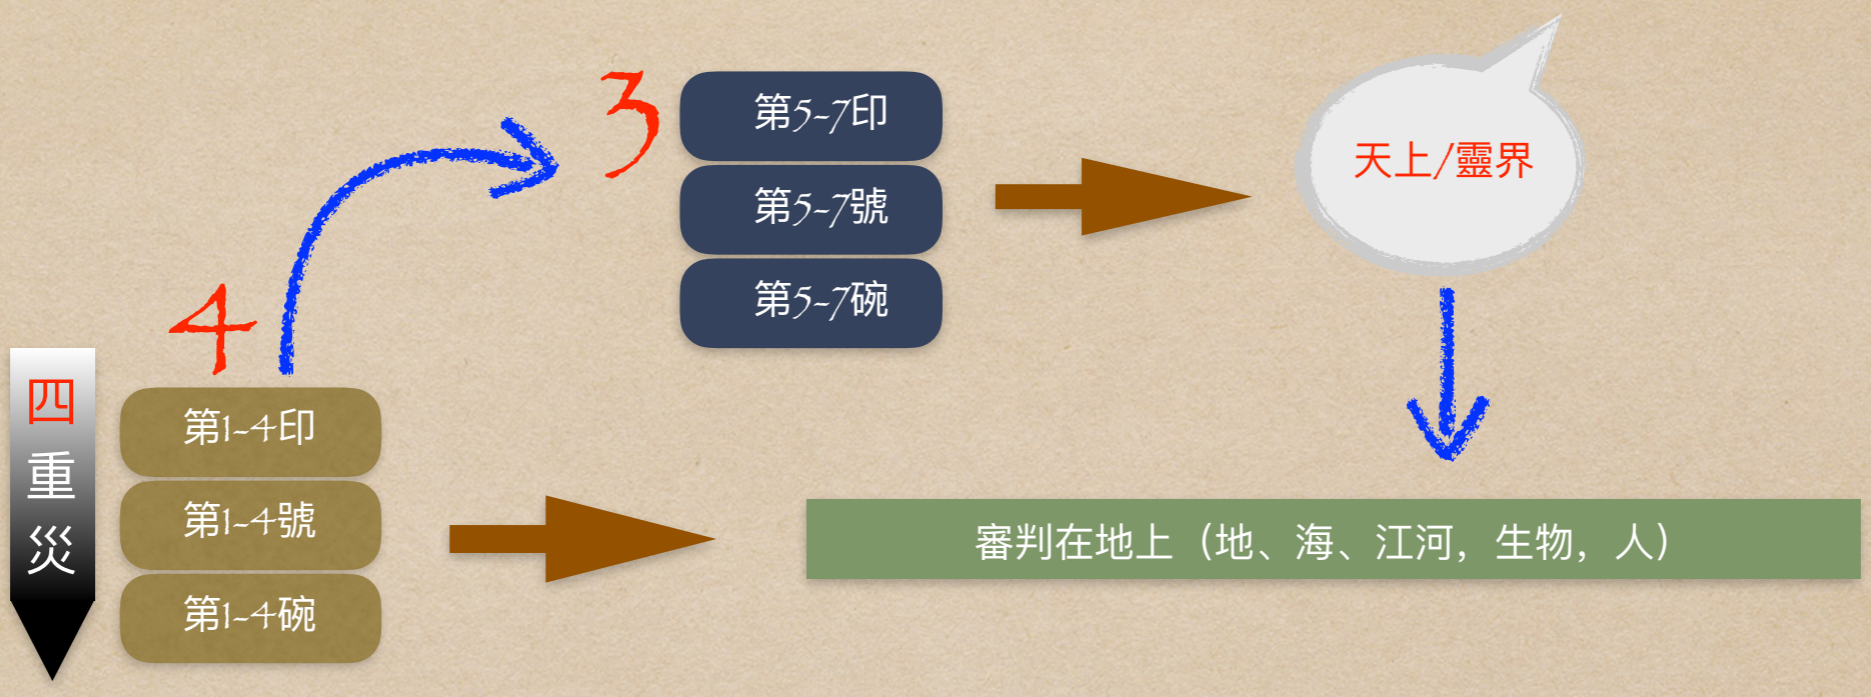 3
第5-7印
第5-7號
第5-7碗
天上/靈界
4
四重災
第1-4印
第1-4號
第1-4碗
審判在地上（地、海、江河，生物，人）